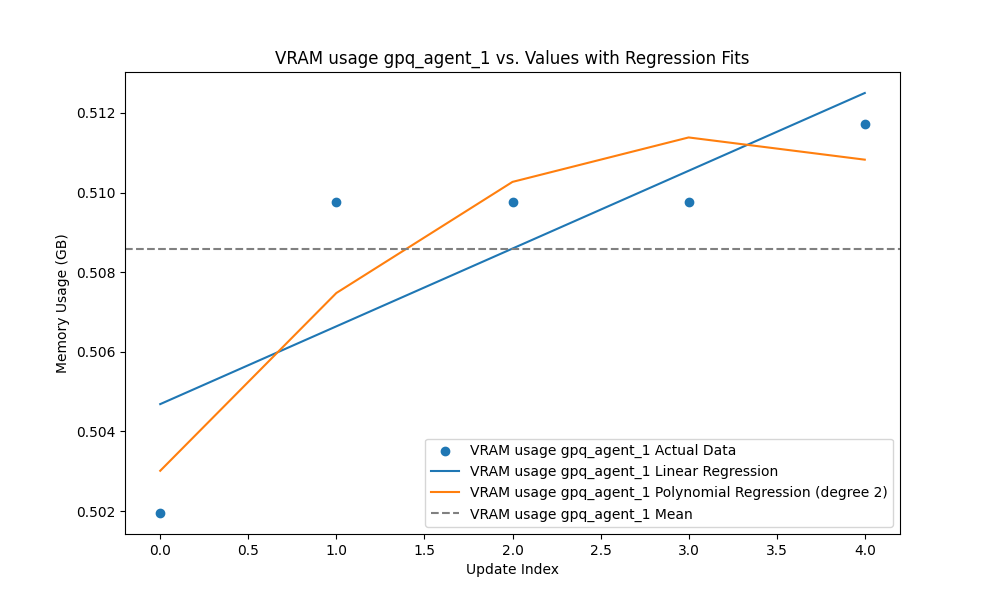 VRAM usage gpq_agent_1 vs. Values with Regression Fits
Memory Usage (GB)
0.512
0.510
0.508
0.506
0.504
0.502
VRAM usage gpq_agent_1 Actual Data
VRAM usage gpq_agent_1 Linear Regression
VRAM usage gpq_agent_1 Polynomial Regression (degree 2)
VRAM usage gpq_agent_1 Mean
0.0 0.5 1.0 1.5 2.0 2.5 3.0 3.5 4.0
Update Index